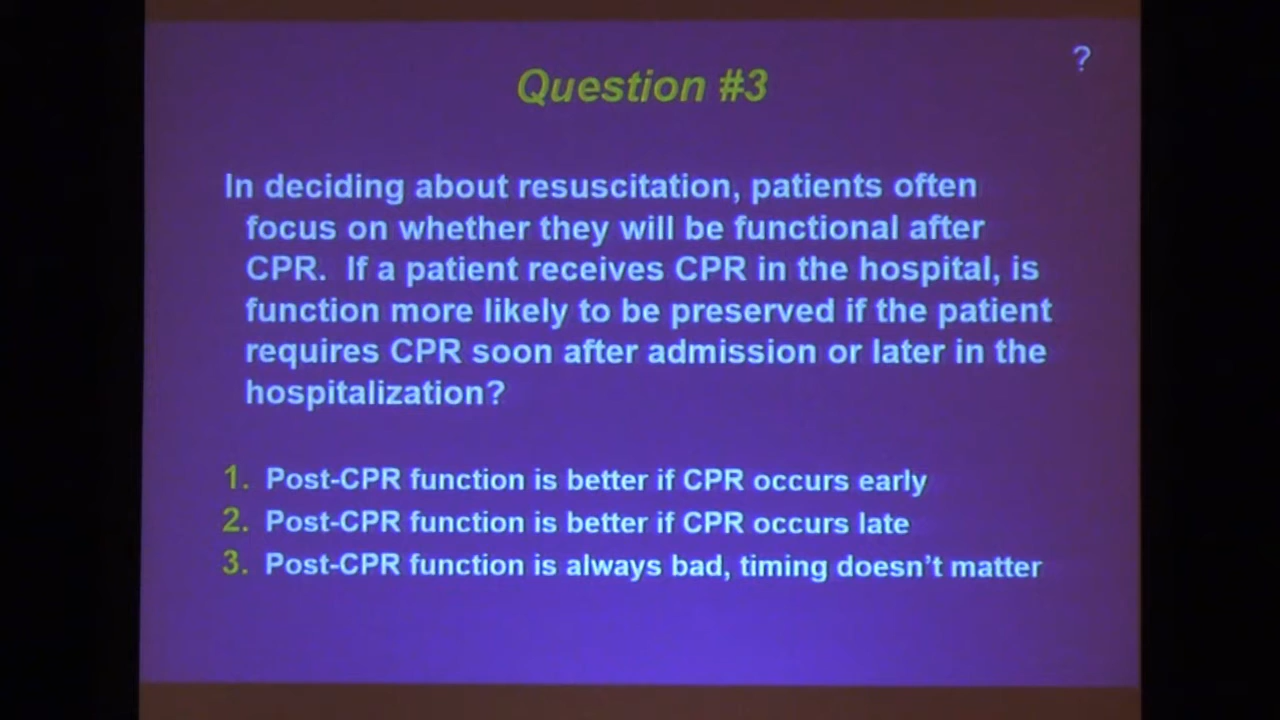 ?
Question #3
In deciding about resuscitation, patients often
focus on whether they will be functional after
CPR. If a patient receives CPR in the hospital, is
function more likely to be preserved if the patient
requires CPR soon after admission or later in the
hospitalization?
1. Post-CPR function is better if CPR occurs early
2. Post-CPR function is better if CPR occurs late
3. Post-CPR function is always bad, timing doesn't matter